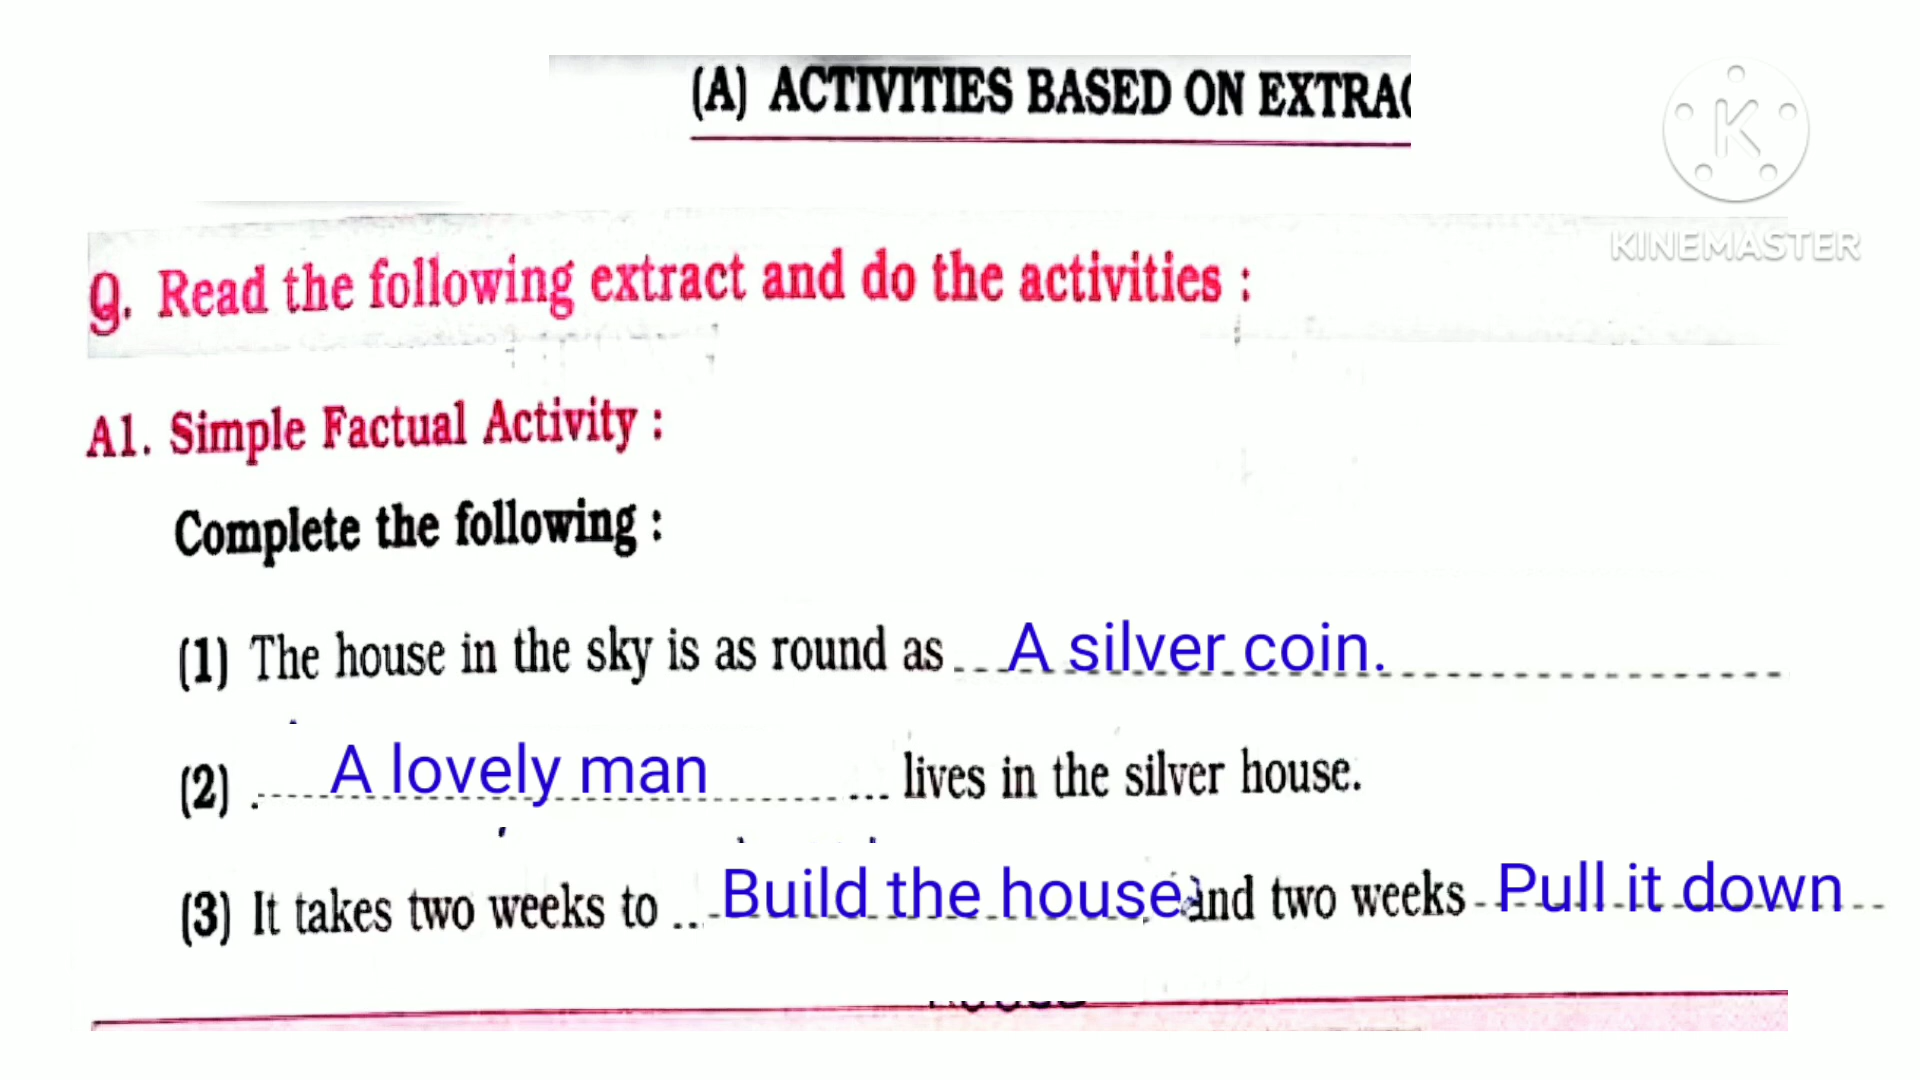 (A) ACTIVITIES BASED ON EXTRAC
K
KINEMASTER
Q. Read the following extract and do the activities :
A1. Simple Factual Activity :
Complete the following :
(1) The house in the sky is as round as A silver coin.
(2) A lovely man lives in the silver house.
(3) It takes two weeks to Build the house and two weeks Pull it down